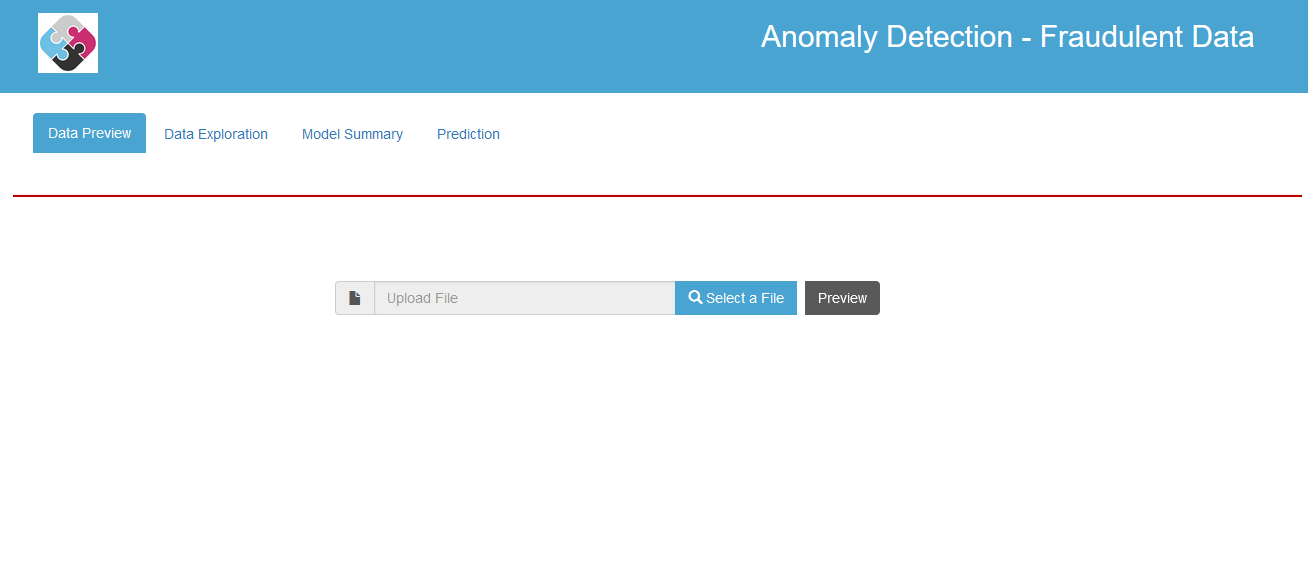 Anomaly Detection - Fraudulent Data
Data Preview Data Exploration Model Summary Prediction
Upload File Select a File Preview